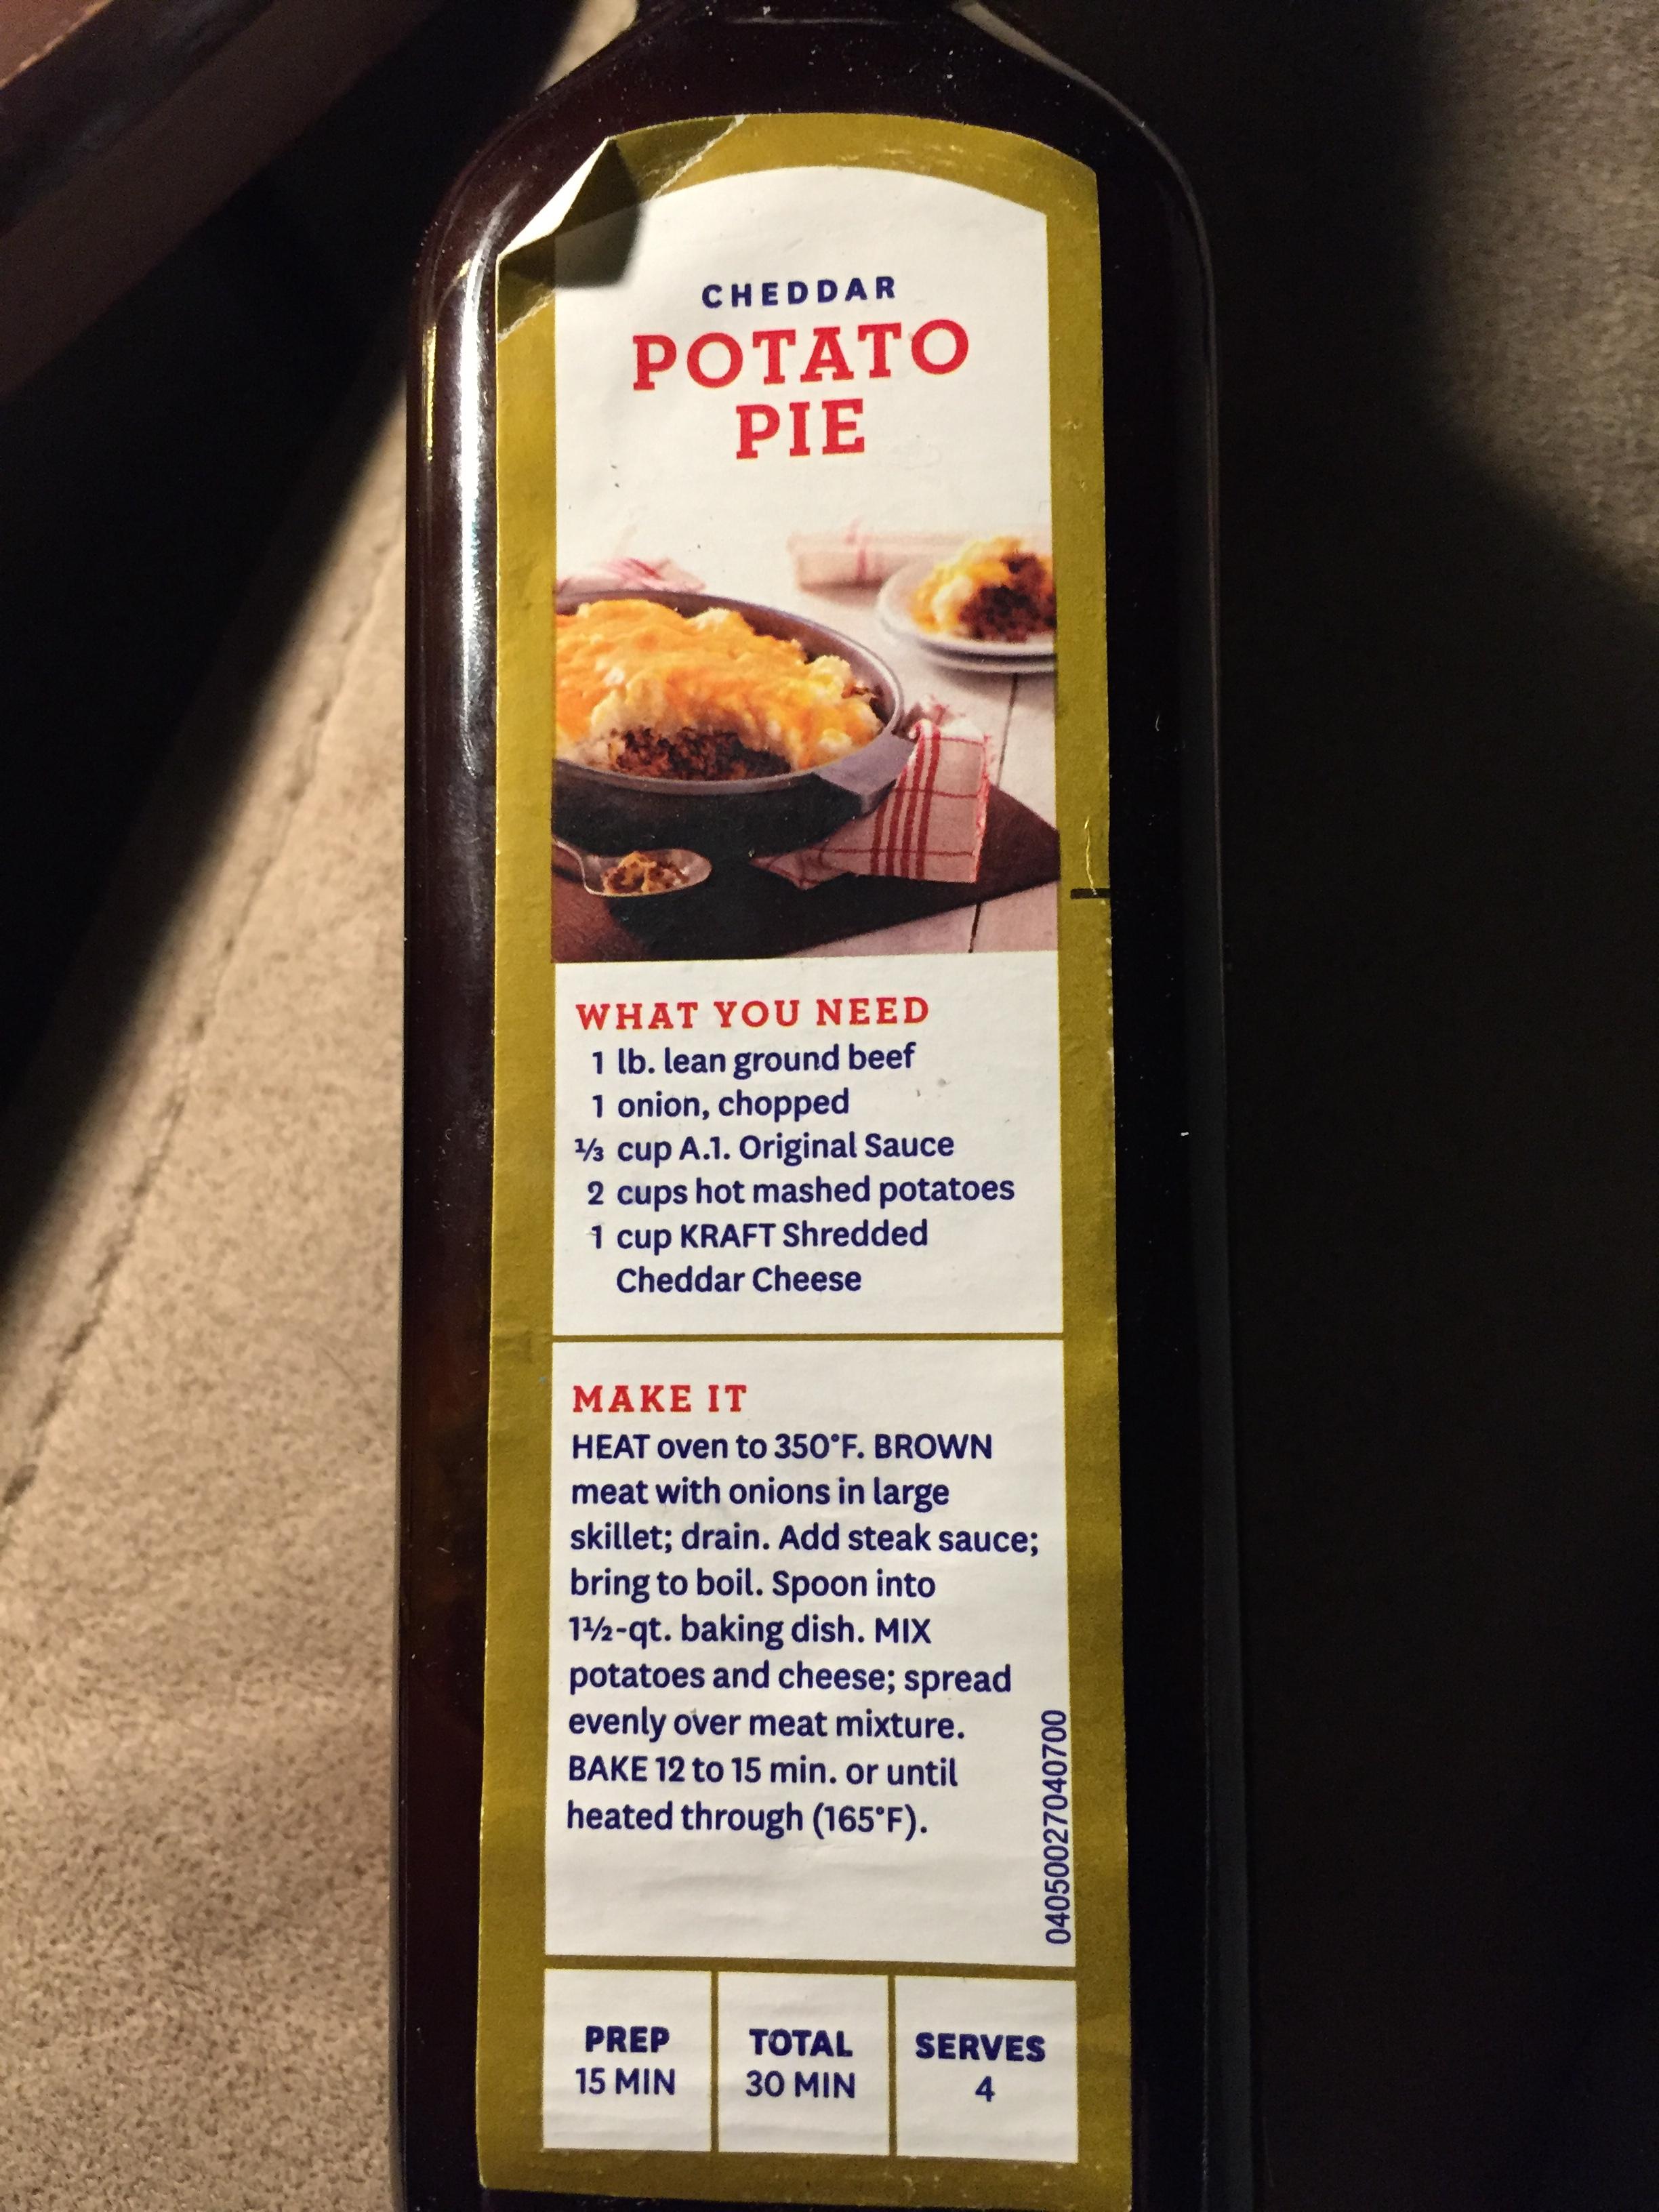 CHEDDAR
POTATO
PIE
WHAT YOU NEED
1 lb. lean ground beef
1 onion, chopped
⅓ cup A.1. Original Sauce
2 cups hot mashed potatoes
1 cup KRAFT Shredded
Cheddar Cheese
MAKE IT
HEAT oven to 350°F. BROWN
meat with onions in large
skillet; drain. Add steak sauce;
bring to boil. Spoon into
1½-qt. baking dish. MIX
potatoes and cheese; spread
evenly over meat mixture.
BAKE 12 to 15 min. or until
heated through (165°F).
04050027040700
PREP
15 MIN
TOTAL
30 MIN
SERVES
4